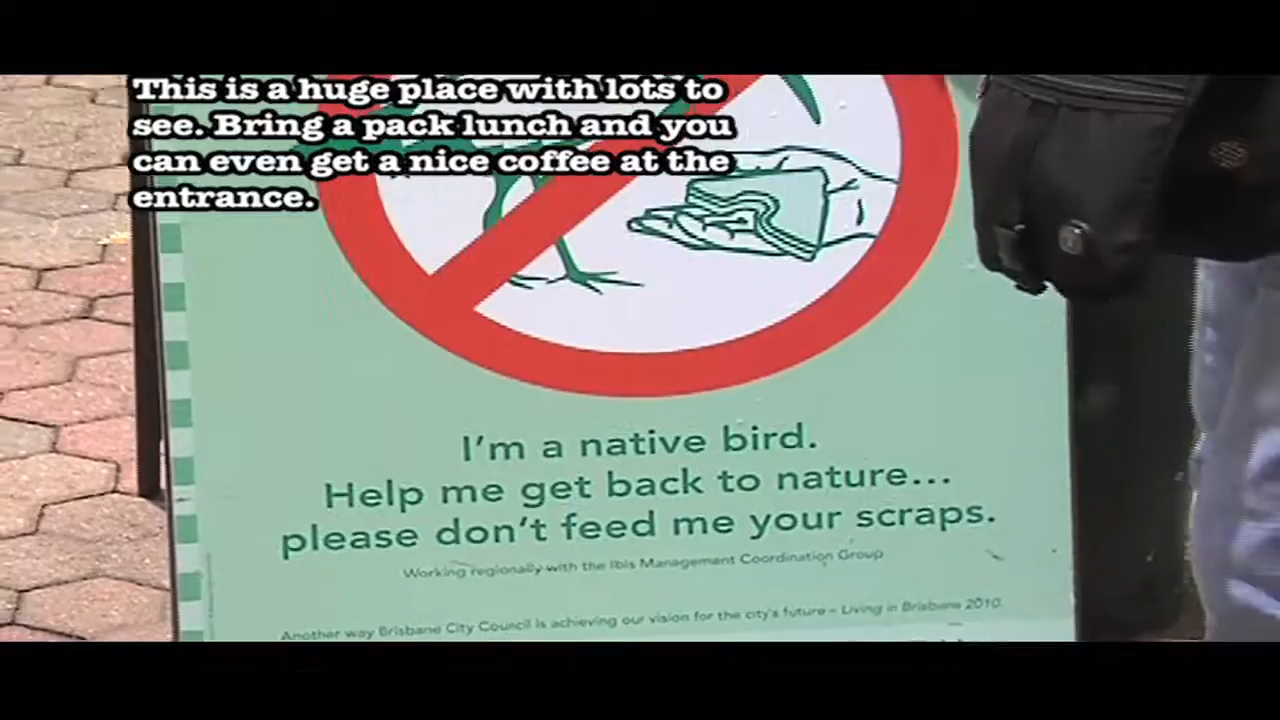 This is a huge place with lots to
see. Bring a pack lunch and you
can even get a nice coffee at the
entrance.
I'm a native bird.
Help me get back to nature...
please don't feed me your scraps.
Working regionally with the Ibis Management Coordination Group
Another way Brisbane City Council is achieving our vision for the city's future – Living in Brisbane 2010.